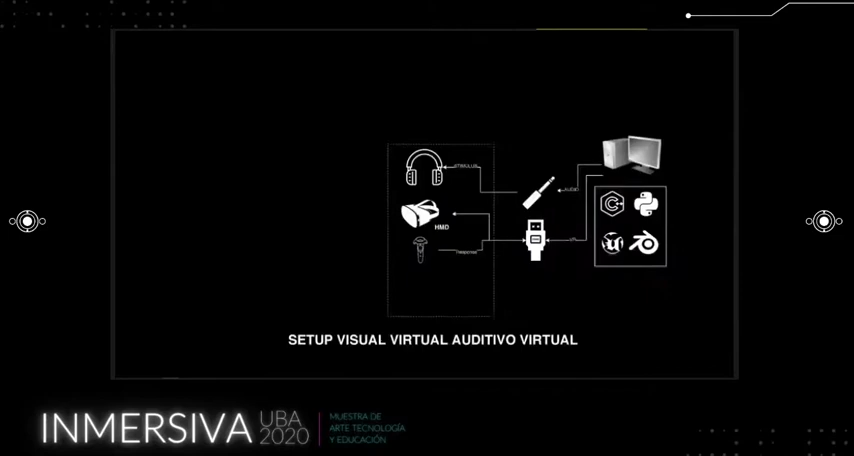 STIMULUS
AUDIO
HMD
Response
SETUP VISUAL VIRTUAL AUDITIVO VIRTUAL
INMERSIVA
UBA
2020
MUESTRA DE
ARTE TECNOLOGÍA
Y EDUCACIÓN